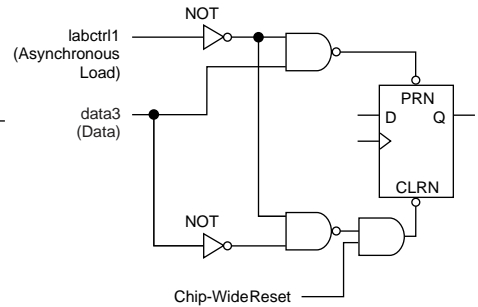 NOT
labctrl1
(Asynchronous
Load)
PRN
data3
(Data)
D Q
CLRN
NOT
Chip-WideReset